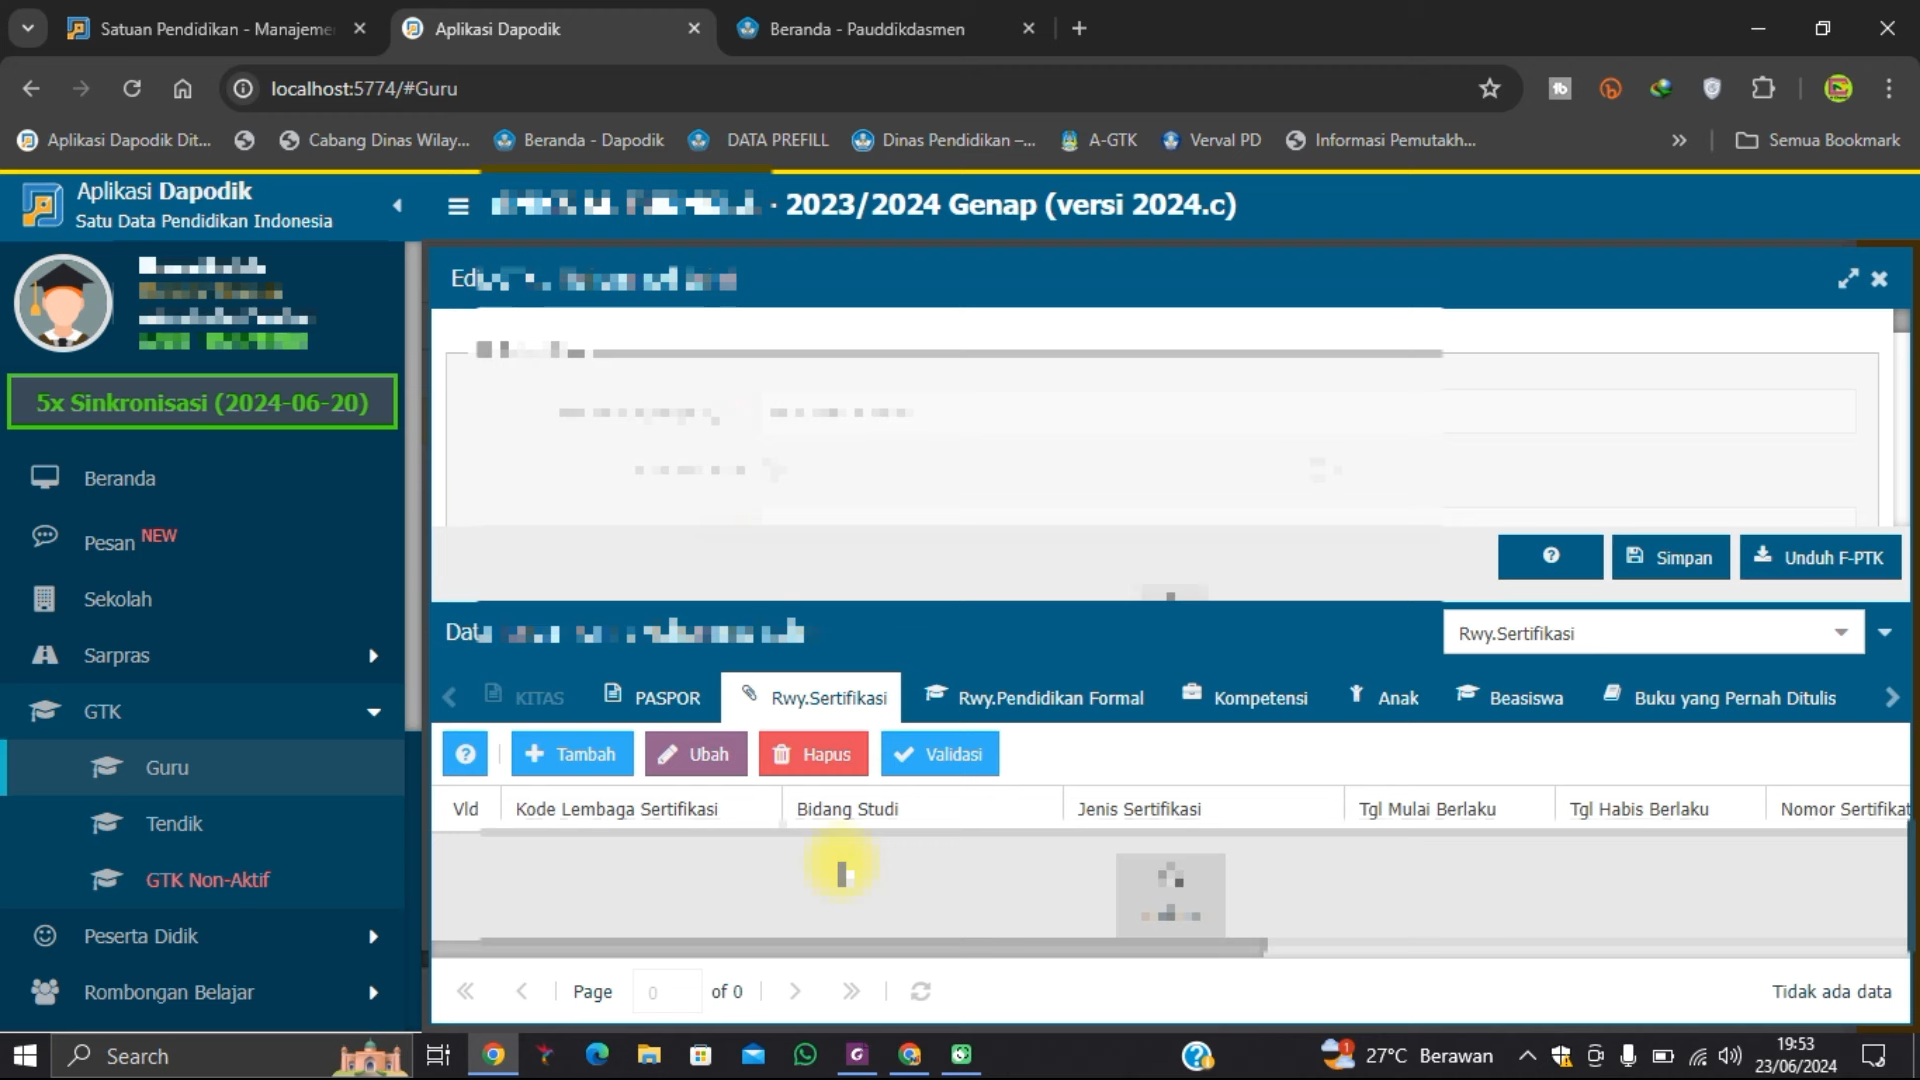 Satuan Pendidikan - Manajeme
Aplikasi Dapodik
Beranda - Pauddikdasmen
localhost:5774/#Guru
Aplikasi Dapodik Dit...
Cabang Dinas Wilay...
Beranda - Dapodik
DATA PREFILL
Dinas Pendidikan –...
A-GTK
Verval PD
Informasi Pemutakh...
Semua Bookmark
Aplikasi Dapodik
Satu Data Pendidikan Indonesia
· 2023/2024 Genap (versi 2024.c)
5x Sinkronisasi (2024-06-20)
Beranda
Pesan NEW
Sekolah
Sarpras
GTK
Guru
Tendik
GTK Non-Aktif
Peserta Didik
Rombongan Belajar
Simpan
Unduh F-PTK
Rwy.Sertifikasi
KITAS
PASPOR
Rwy.Sertifikasi
Rwy.Pendidikan Formal
Kompetensi
Anak
Beasiswa
Buku yang Pernah Ditulis
Tambah
Ubah
Hapus
Validasi
Vld
Kode Lembaga Sertifikasi
Bidang Studi
Jenis Sertifikasi
Tgl Mulai Berlaku
Tgl Habis Berlaku
Nomor Sertifikat
Page 0 of 0
Tidak ada data
Search
27°C Berawan
19:53
23/06/2024